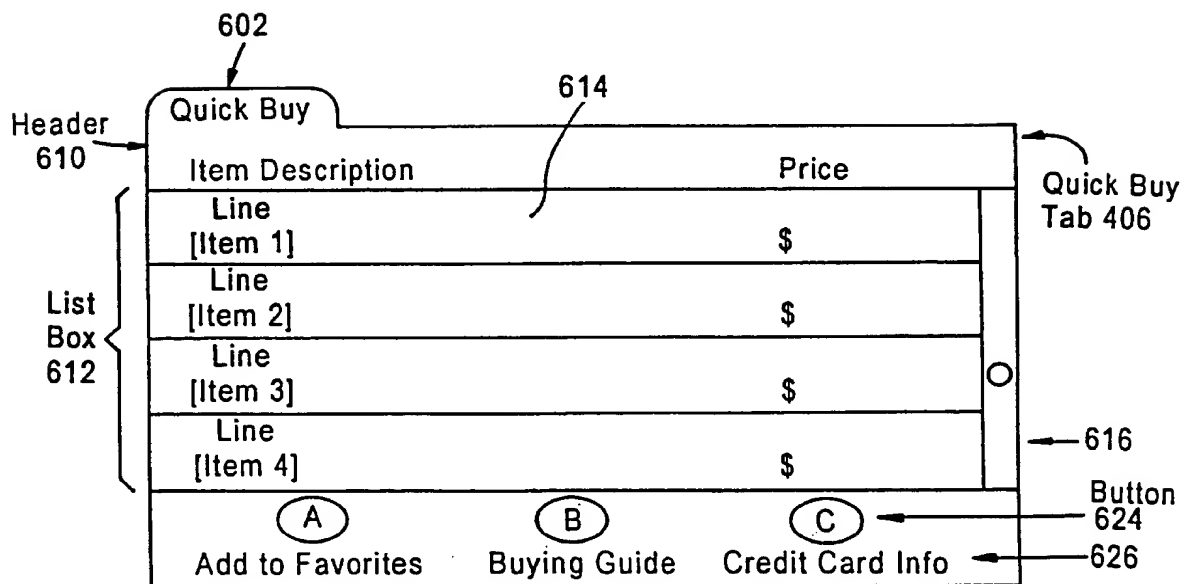 602
Quick Buy
614
Header
610
Item Description Price
Quick Buy
Tab 406
Line
[Item 1] $
Line
[Item 2] $
List
Box
612
Line
[Item 3] $
Line
[Item 4] $
616
A B C
Button
624
Add to Favorites Buying Guide Credit Card Info
626